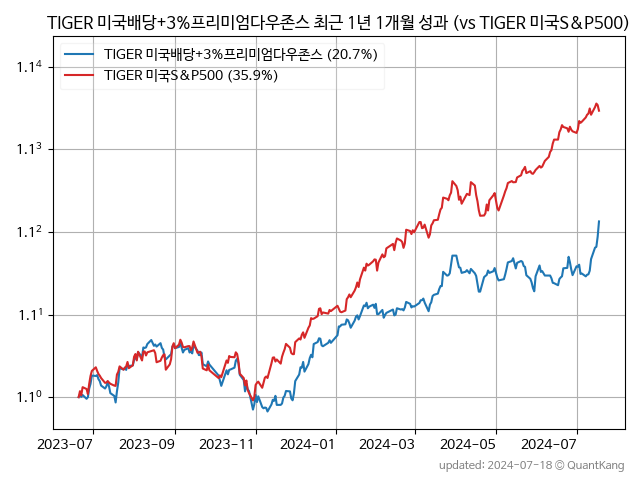 TIGER 미국배당+3%프리미엄다우존스 최근 1년 1개월 성과 (vs TIGER 미국S&P500)
TIGER 미국배당+3%프리미엄다우존스 (20.7%)
TIGER 미국S&P500 (35.9%)
1.1⁴
1.1³
1.1²
1.1¹
1.1⁰
2023-07 2023-09 2023-11 2024-01 2024-03 2024-05 2024-07
updated: 2024-07-18 © QuantKang